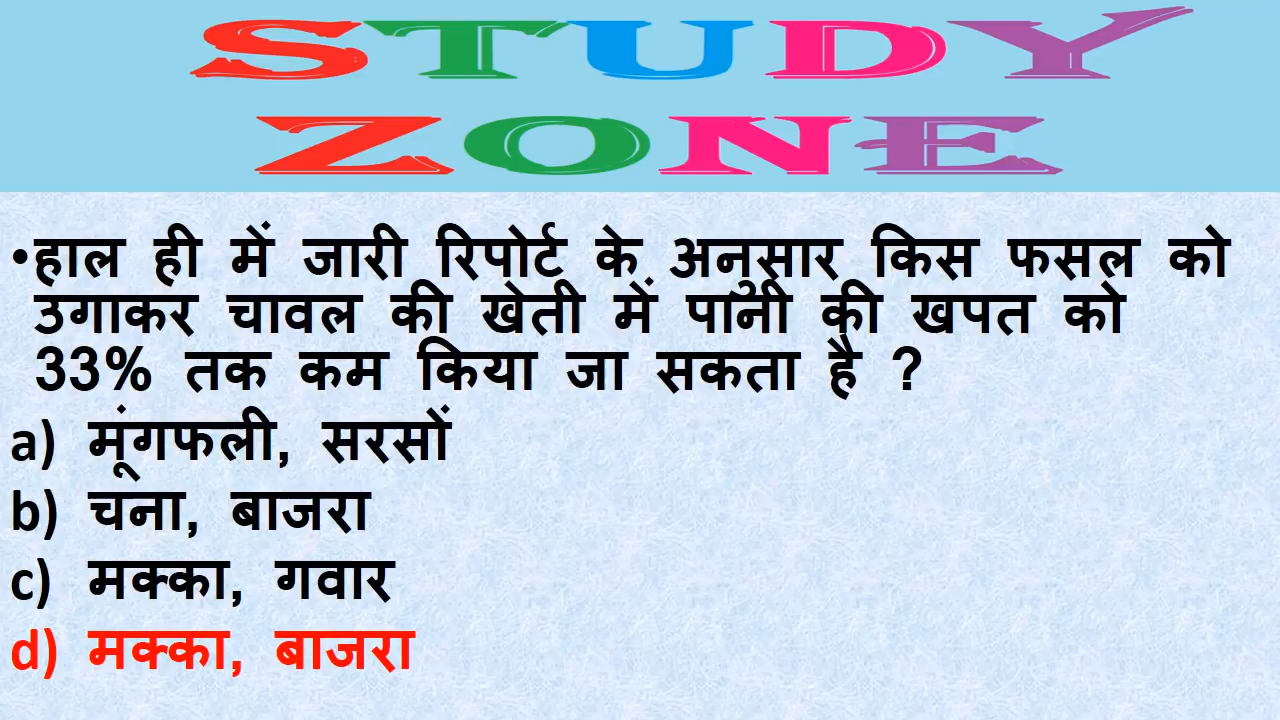 STUDY
ZONE
•हाल ही में जारी रिपोर्ट के अनुसार किस फसल को
उगाकर चावल की खेती में पानी की खपत को
33% तक कम किया जा सकता है ?
a) मूंगफली, सरसों
b) चना, बाजरा
c) मक्का, गवार
d) मक्का, बाजरा